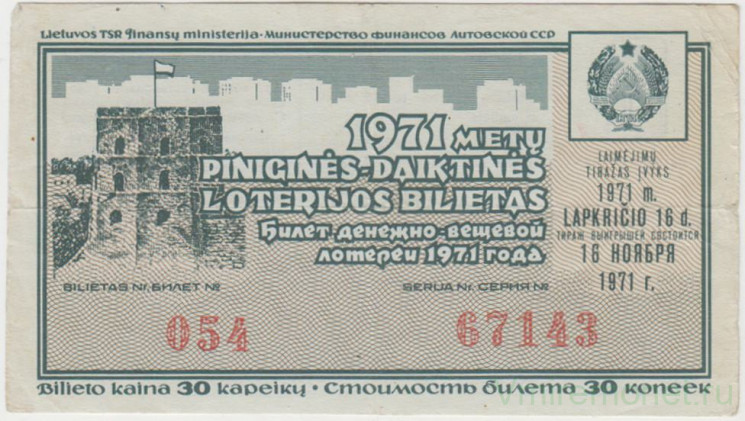 Lietuvos TSR finansų ministerija · Министерство финансов Литовской ССР
1971 METŲ
PINIGINĖS-DAIKTINĖS
LOTERIJOS BILIETAS
Билет денежно-вещевой
лотереи 1971 года
LAIMĖJIMŲ
TIRAŽAS ĮVYKS
1971 m.
LAPKRIČIO 16 d.
ТИРАЖ ВЫИГРЫШЕЙ СОСТОИТСЯ
16 НОЯБРЯ
1971 г.
BILIETAS Nr. БИЛЕТ № SERIJA Nr. СЕРИЯ №
054 67143
Bilieto kaina 30 kapeikų · Стоимость билета 30 копеек
Vmiremonet.ru